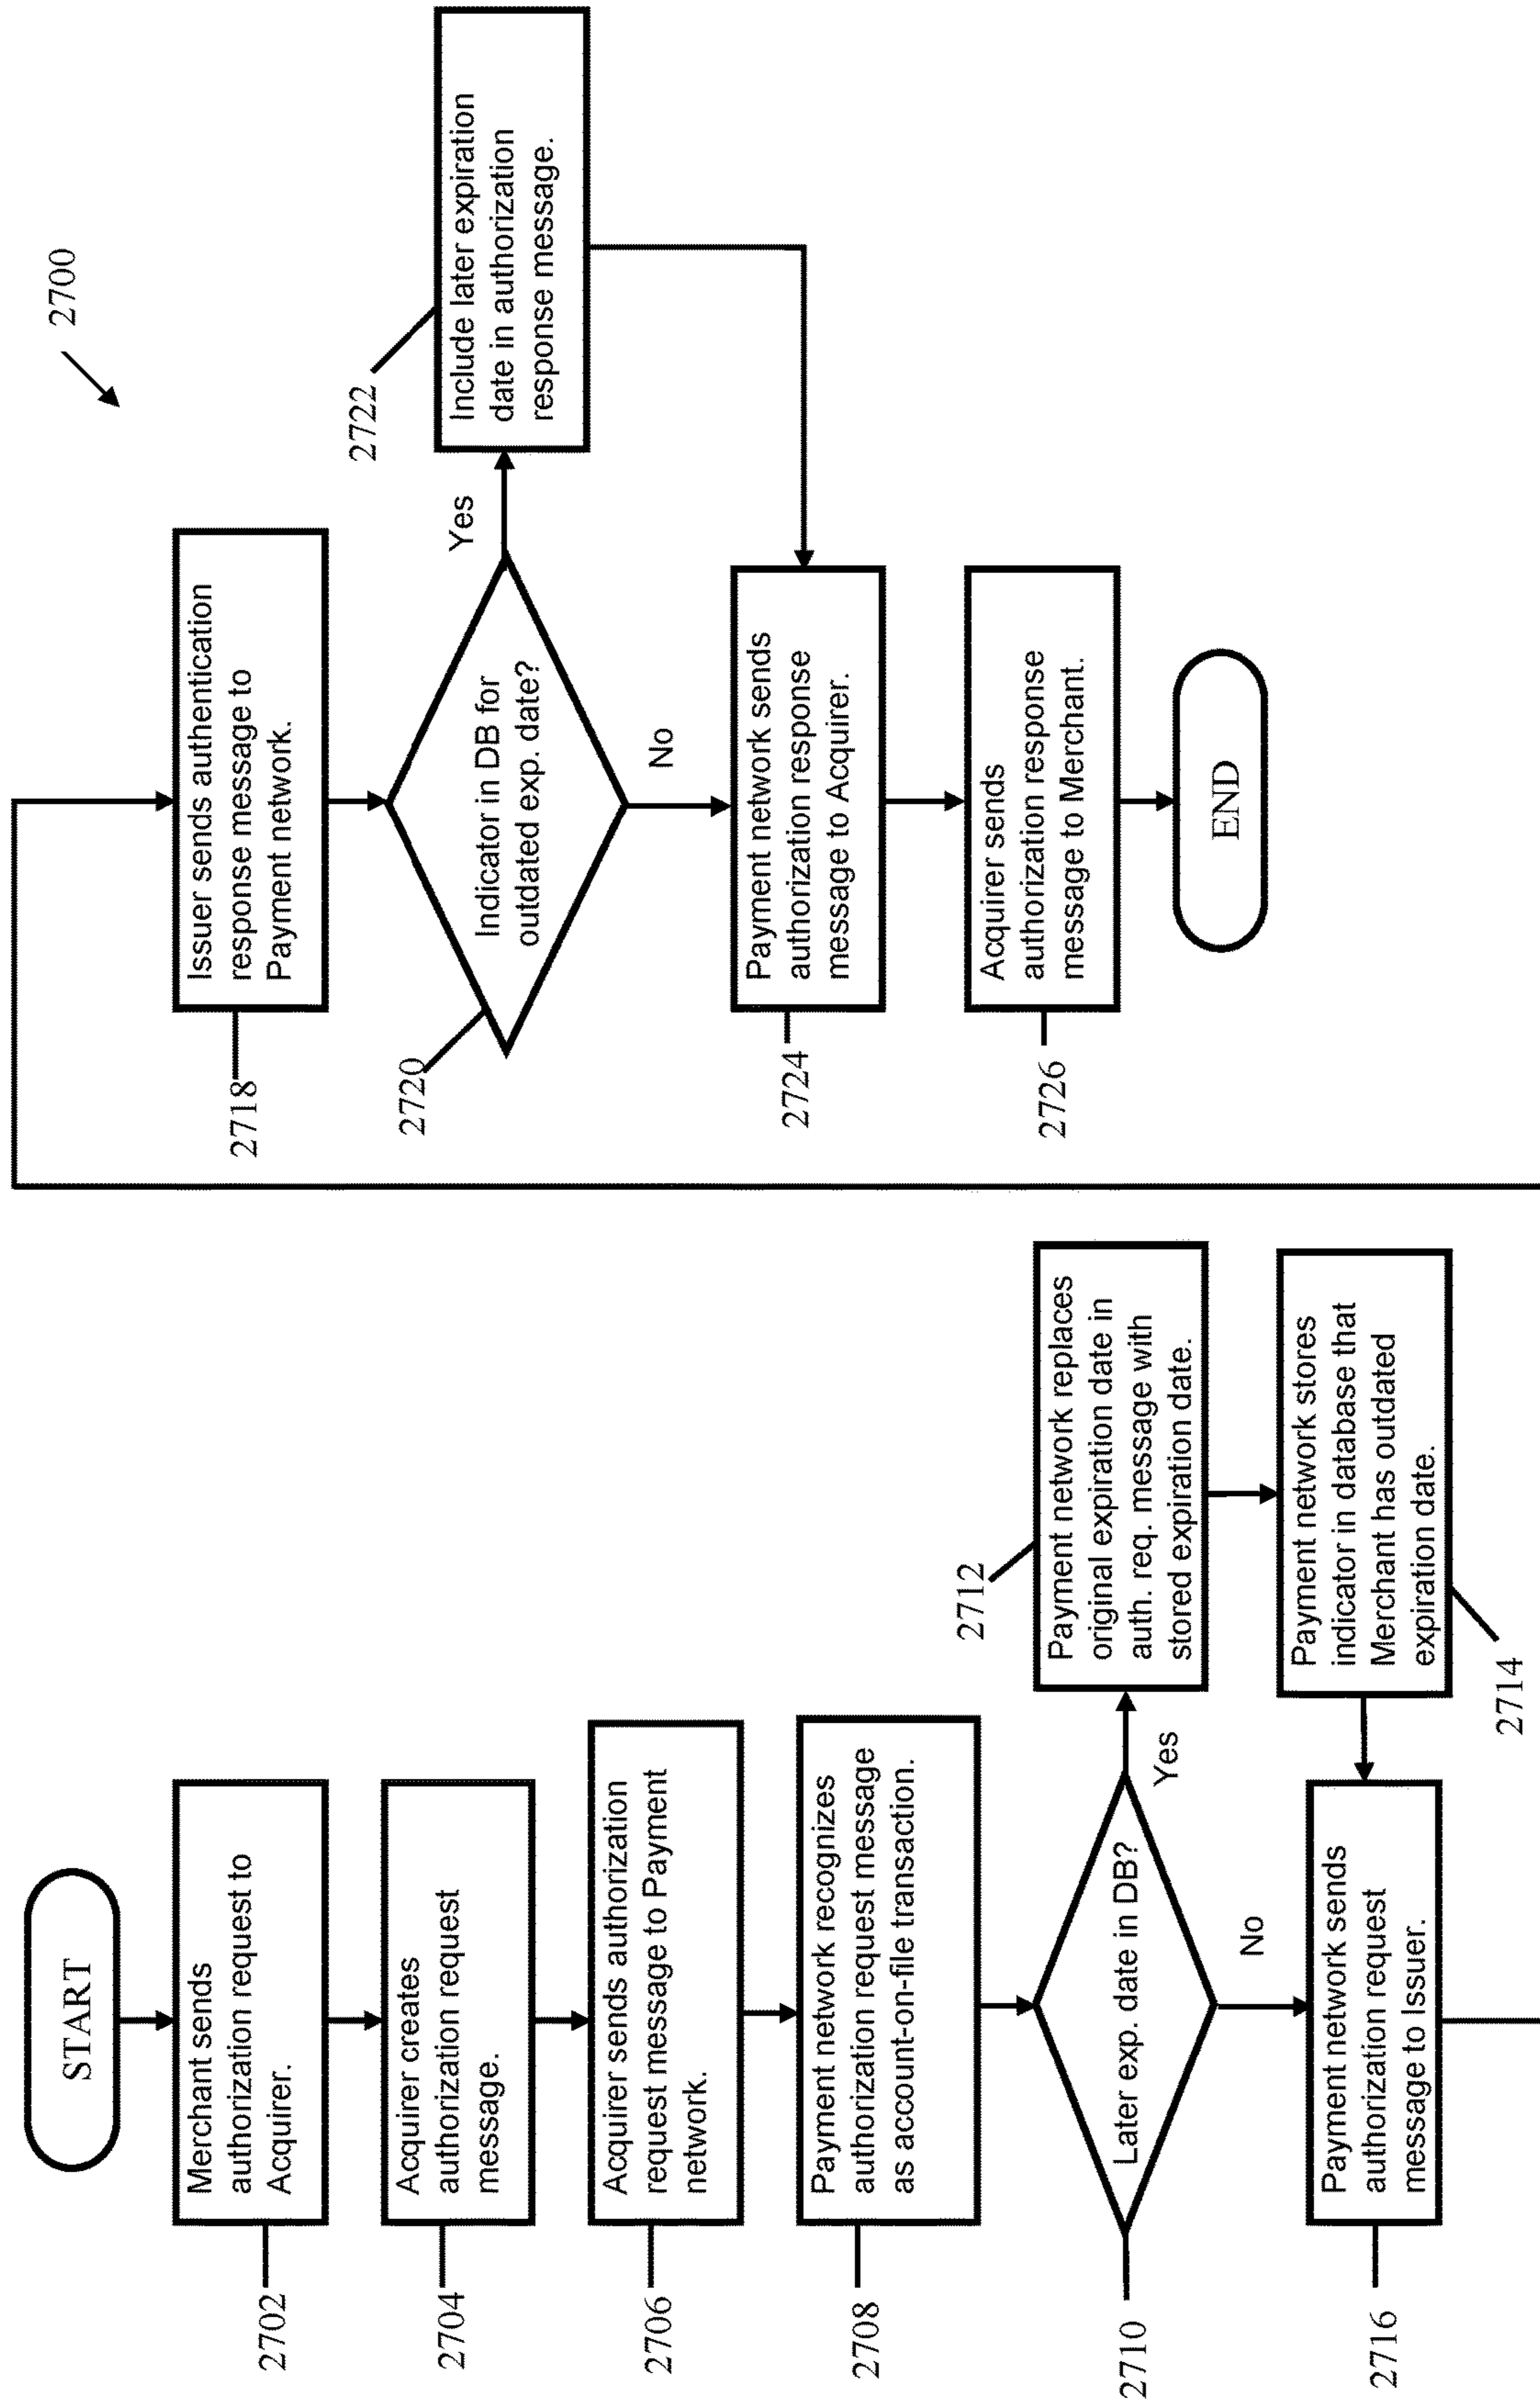 START
2702
Merchant sends
authorization request to
Acquirer.
2704
Acquirer creates
authorization request
message.
2706
Acquirer sends authorization
request message to Payment
network.
2708
Payment network recognizes
authorization request message
as account-on-file transaction.
2710
Later exp. date in DB?
Yes
No
2712
Payment network replaces
original expiration date in
auth. req. message with
stored expiration date.
Payment network stores
indicator in database that
Merchant has outdated
expiration date.
2714
2716
Payment network sends
authorization request
message to Issuer.
2700
2718
Issuer sends authentication
response message to
Payment network.
2720
Indicator in DB for
outdated exp. date?
Yes
No
2722
Include later expiration
date in authorization
response message.
2724
Payment network sends
authorization response
message to Acquirer.
2726
Acquirer sends
authorization response
message to Merchant.
END